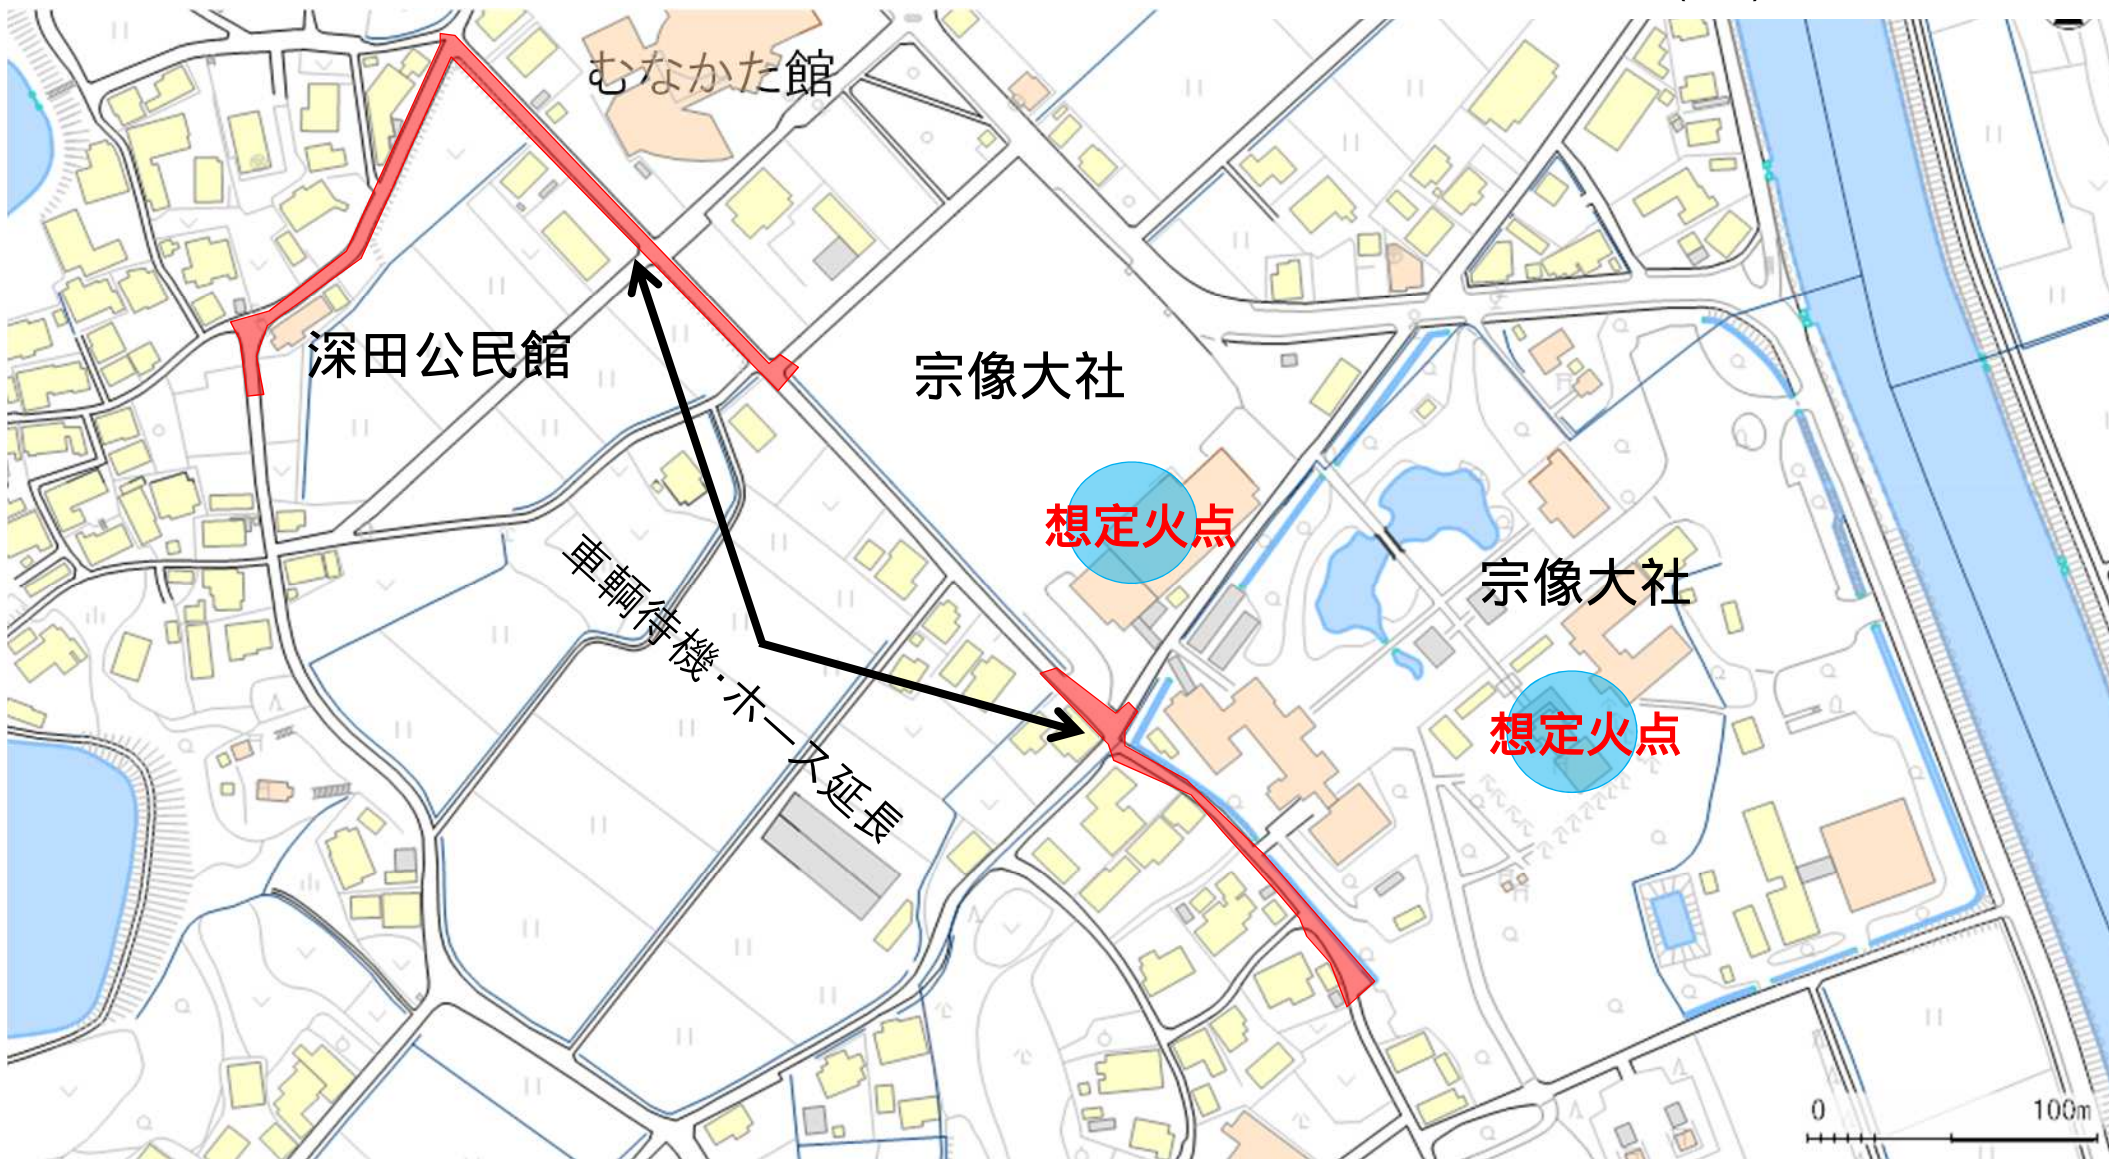 むなかた館
深田公民館
宗像大社
想定火点
宗像大社
車輌待機・ホース延長
想定火点
0 100m